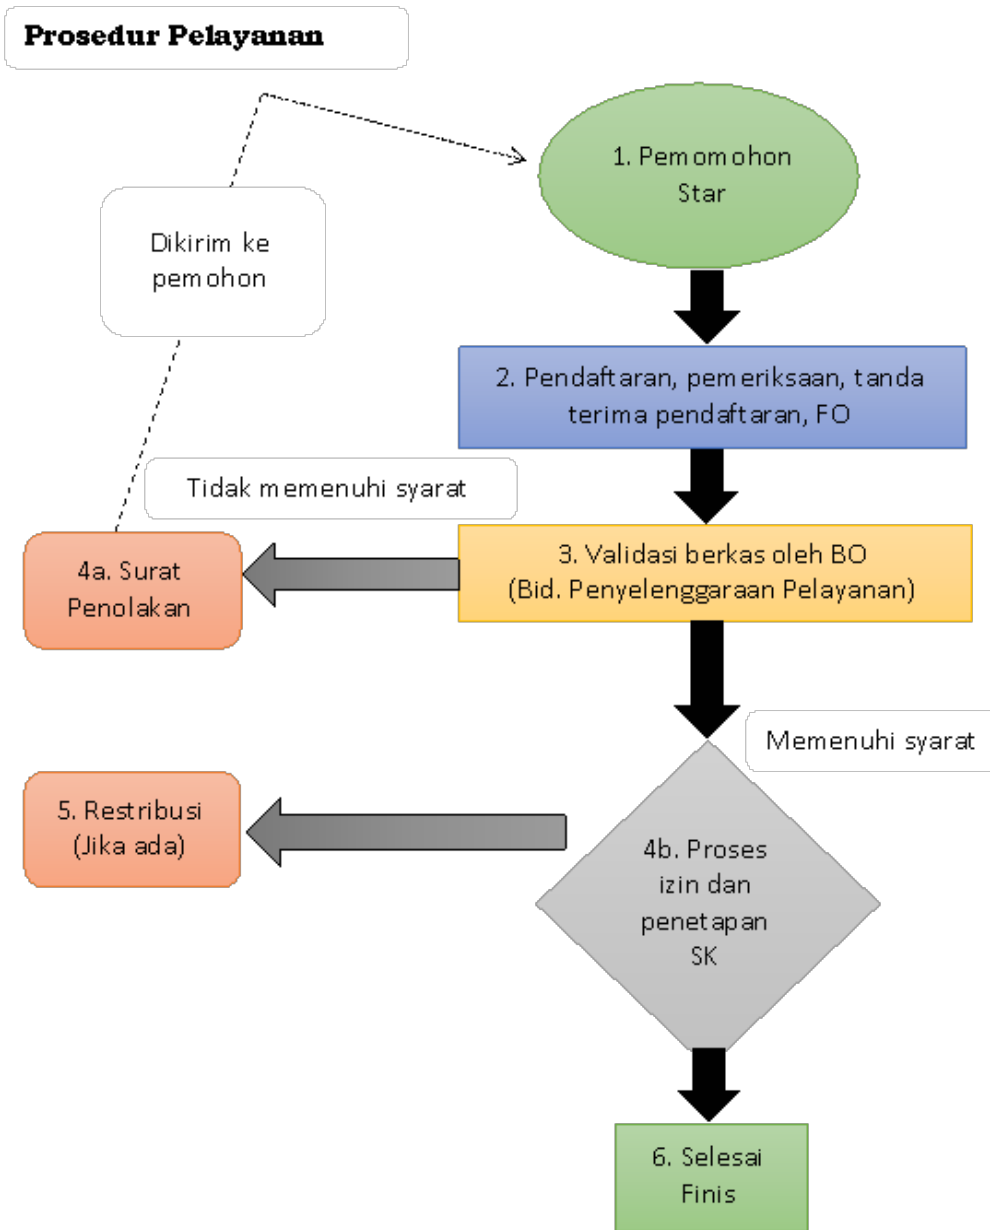 Prosedur Pelayanan
1. Pemomohon
Star
Dikirim ke
pemohon
2. Pendaftaran, pemeriksaan, tanda
terima pendaftaran, FO
Tidak memenuhi syarat
3. Validasi berkas oleh BO
(Bid. Penyelenggaraan Pelayanan)
4a. Surat
Penolakan
Memenuhi syarat
5. Restribusi
(Jika ada)
4b. Proses
izin dan
penetapan
SK
6. Selesai
Finis